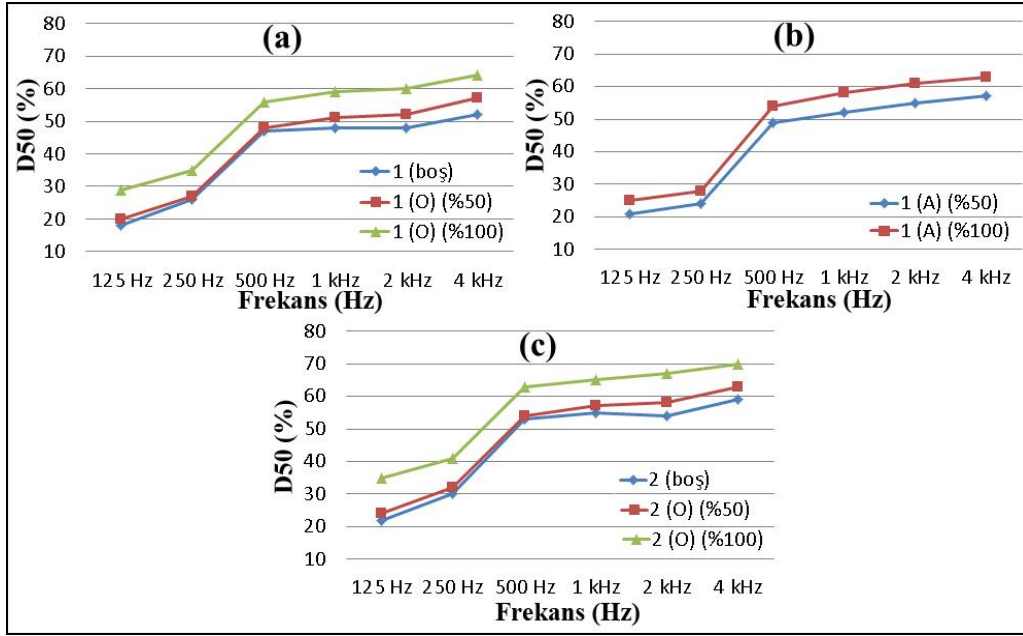 (a)
80
70
60
50
40
30
20
10
D50 (%)
1 (boş)
1 (O) (%50)
1 (O) (%100)
125 Hz 250 Hz 500 Hz 1 kHz 2 kHz 4 kHz
Frekans (Hz)
(b)
80
70
60
50
40
30
20
10
D50 (%)
1 (A) (%50)
1 (A) (%100)
125 Hz 250 Hz 500 Hz 1 kHz 2 kHz 4 kHz
Frekans (Hz)
(c)
80
70
60
50
40
30
20
10
D50 (%)
2 (boş)
2 (O) (%50)
2 (O) (%100)
125 Hz 250 Hz 500 Hz 1 kHz 2 kHz 4 kHz
Frekans (Hz)